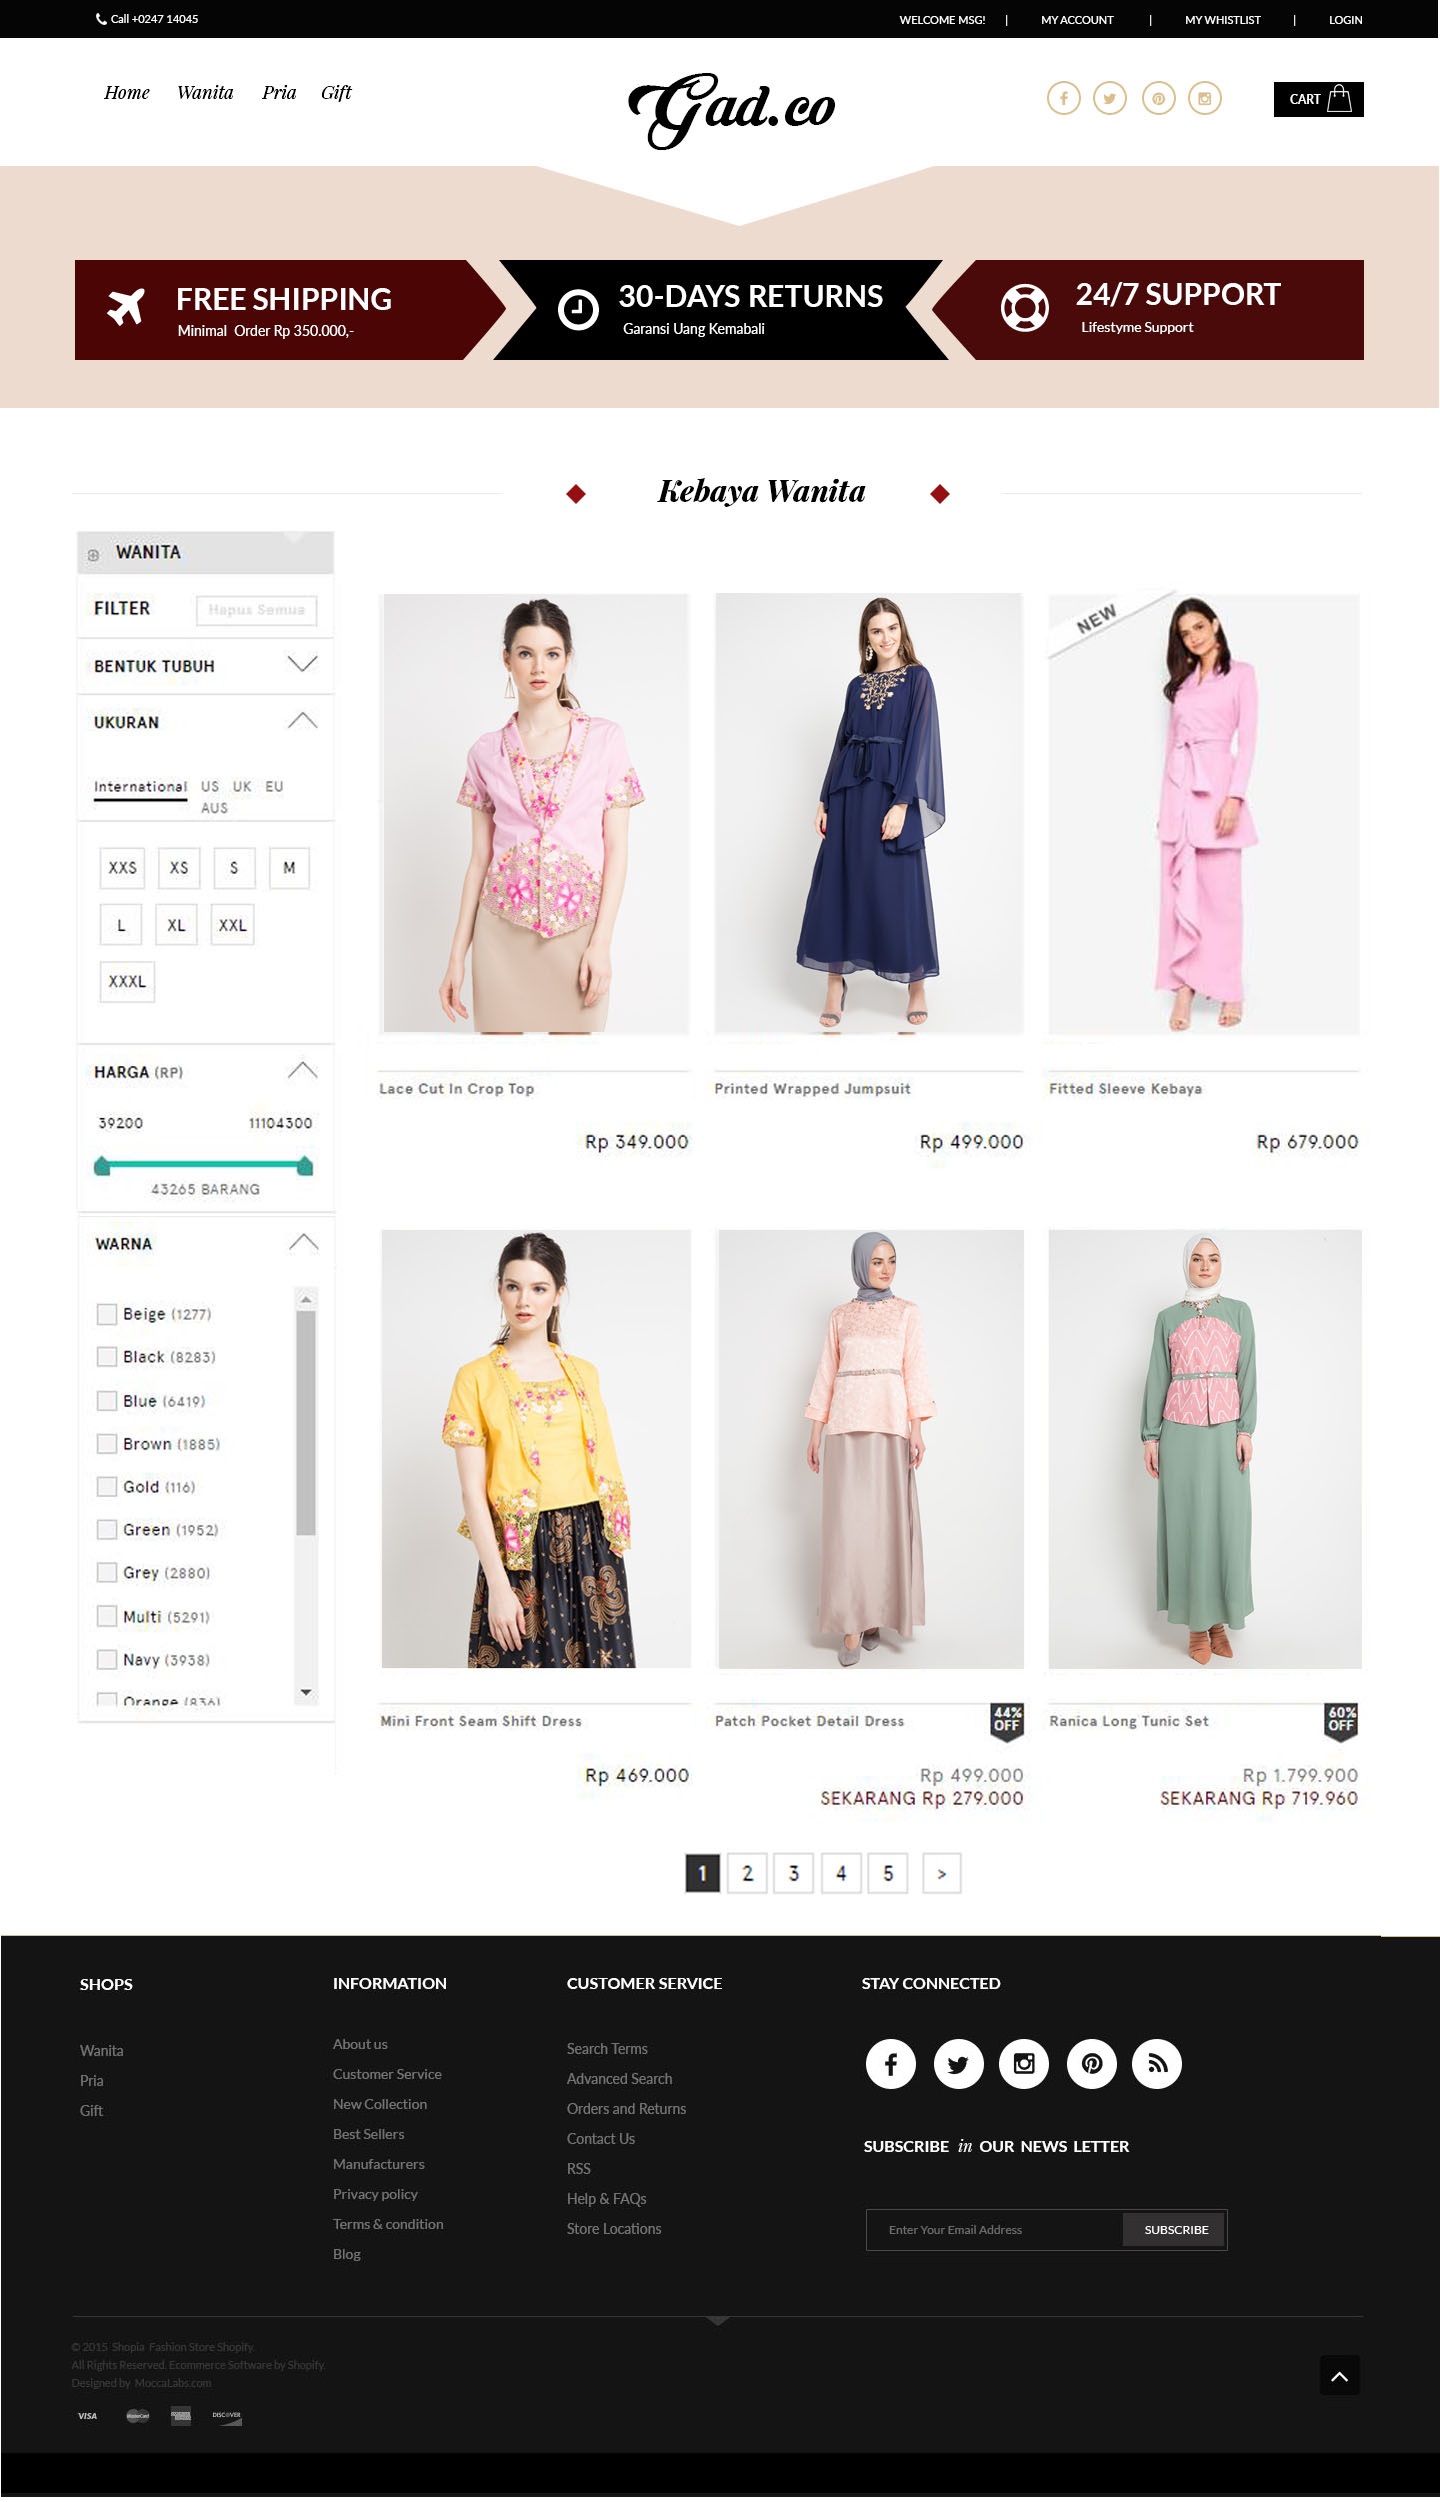 Call +0247 14045
WELCOME MSG! | MY ACCOUNT | MY WHISTLIST | LOGIN
Home Wanita Pria Gift
Gad.co
CART
FREE SHIPPING
Minimal Order Rp 350.000,-
30-DAYS RETURNS
Garansi Uang Kemabali
24/7 SUPPORT
Lifestyme Support
Kebaya Wanita
WANITA
FILTER
Hapus Semua
BENTUK TUBUH
UKURAN
International US UK EU
AUS
XXS XS S M
L XL XXL
XXXL
HARGA (RP)
39200 11104300
43265 BARANG
WARNA
Beige (1277)
Black (8283)
Blue (6419)
Brown (1885)
Gold (116)
Green (1952)
Grey (2880)
Multi (5291)
Navy (3938)
Orange (836)
NEW
Lace Cut In Crop Top
Rp 349.000
Printed Wrapped Jumpsuit
Rp 499.000
Fitted Sleeve Kebaya
Rp 679.000
Mini Front Seam Shift Dress
Rp 469.000
Patch Pocket Detail Dress
44%
OFF
Rp 499.000
SEKARANG Rp 279.000
Ranica Long Tunic Set
60%
OFF
Rp 1.799.900
SEKARANG Rp 719.960
1 2 3 4 5 >
SHOPS
Wanita
Pria
Gift
INFORMATION
About us
Customer Service
New Collection
Best Sellers
Manufacturers
Privacy policy
Terms & condition
Blog
CUSTOMER SERVICE
Search Terms
Advanced Search
Orders and Returns
Contact Us
RSS
Help & FAQs
Store Locations
STAY CONNECTED
SUBSCRIBE in OUR NEWS LETTER
Enter Your Email Address
SUBSCRIBE
© 2015 Shopia Fashion Store Shopify.
All Rights Reserved. Ecommerce Software by Shopify.
Designed by MoccaLabs.com
VISA MasterCard DISCOVER